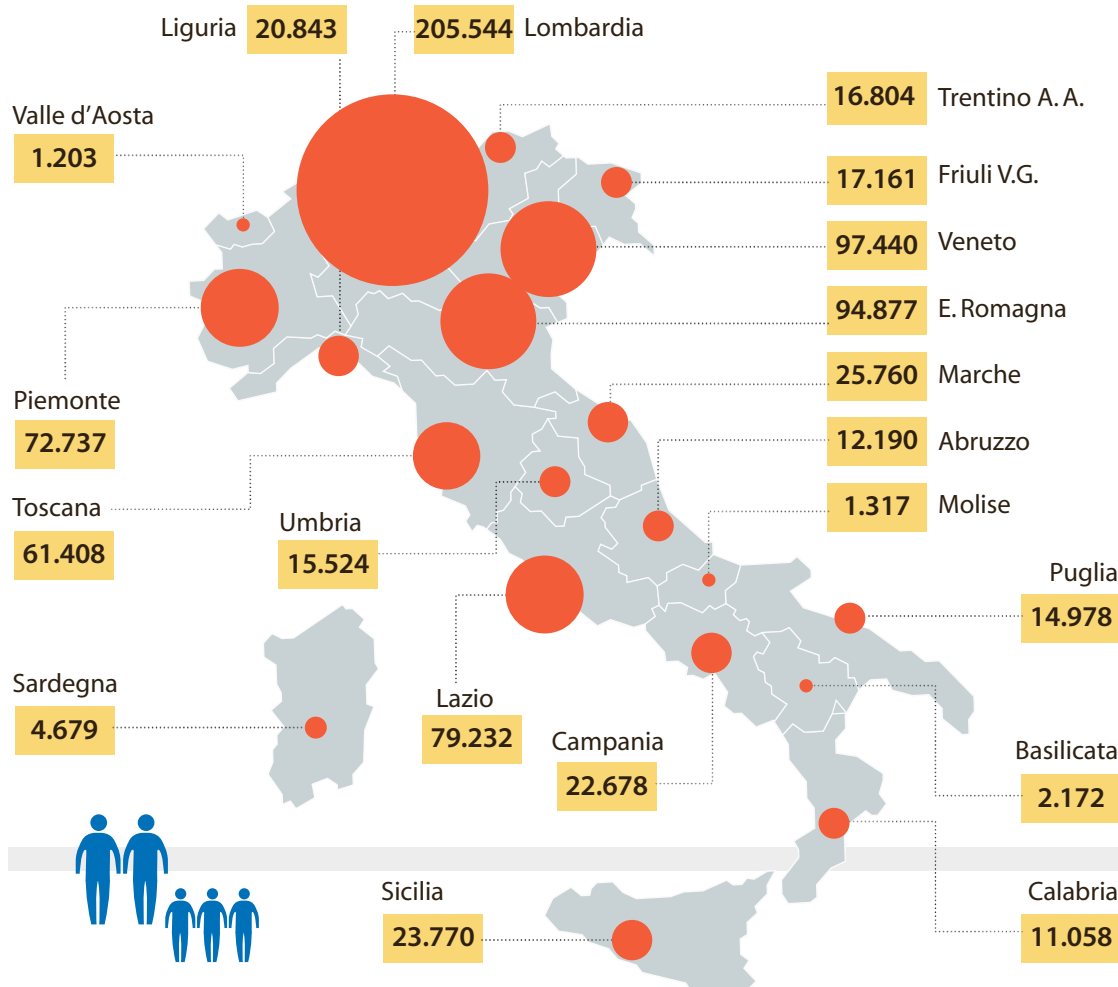 Liguria 20.843
205.544 Lombardia
Valle d'Aosta
1.203
16.804 Trentino A. A.
17.161 Friuli V.G.
97.440 Veneto
94.877 E. Romagna
25.760 Marche
12.190 Abruzzo
1.317 Molise
Piemonte
72.737
Toscana
61.408
Umbria
15.524
Puglia
14.978
Sardegna
4.679
Lazio
79.232
Campania
22.678
Basilicata
2.172
Sicilia
23.770
Calabria
11.058